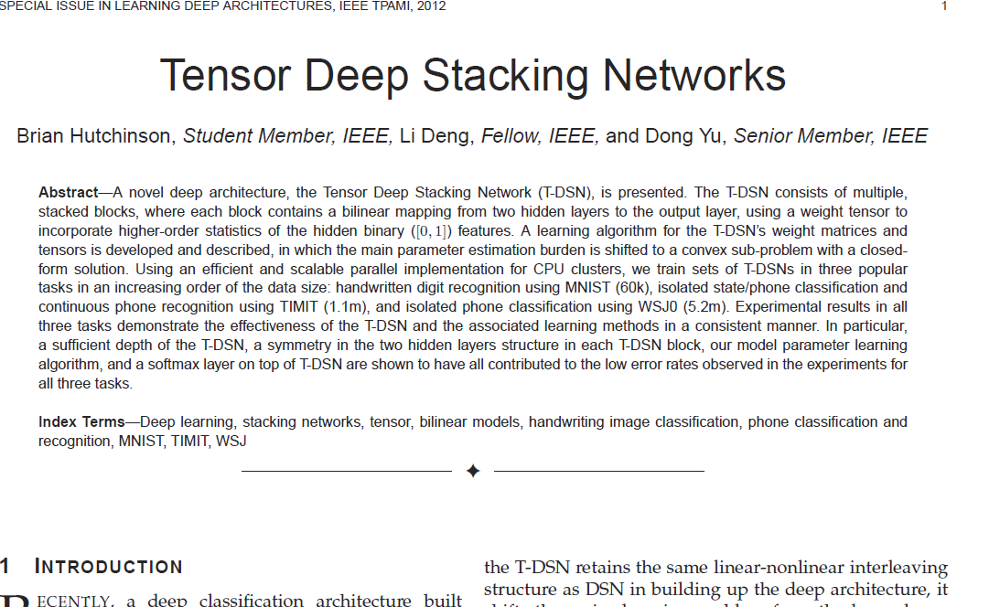 SPECIAL ISSUE IN LEARNING DEEP ARCHITECTURES, IEEE TPAMI, 2012 1
Tensor Deep Stacking Networks
Brian Hutchinson, Student Member, IEEE, Li Deng, Fellow, IEEE, and Dong Yu, Senior Member, IEEE
Abstract—A novel deep architecture, the Tensor Deep Stacking Network (T-DSN), is presented. The T-DSN consists of multiple,
stacked blocks, where each block contains a bilinear mapping from two hidden layers to the output layer, using a weight tensor to
incorporate higher-order statistics of the hidden binary ([0, 1]) features. A learning algorithm for the T-DSN's weight matrices and
tensors is developed and described, in which the main parameter estimation burden is shifted to a convex sub-problem with a closed-
form solution. Using an efficient and scalable parallel implementation for CPU clusters, we train sets of T-DSNs in three popular
tasks in an increasing order of the data size: handwritten digit recognition using MNIST (60k), isolated state/phone classification and
continuous phone recognition using TIMIT (1.1m), and isolated phone classification using WSJ0 (5.2m). Experimental results in all
three tasks demonstrate the effectiveness of the T-DSN and the associated learning methods in a consistent manner. In particular,
a sufficient depth of the T-DSN, a symmetry in the two hidden layers structure in each T-DSN block, our model parameter learning
algorithm, and a softmax layer on top of T-DSN are shown to have all contributed to the low error rates observed in the experiments for
all three tasks.
Index Terms—Deep learning, stacking networks, tensor, bilinear models, handwriting image classification, phone classification and
recognition, MNIST, TIMIT, WSJ
1 INTRODUCTION
RECENTLY, a deep classification architecture built
the T-DSN retains the same linear-nonlinear interleaving
structure as DSN in building up the deep architecture, it